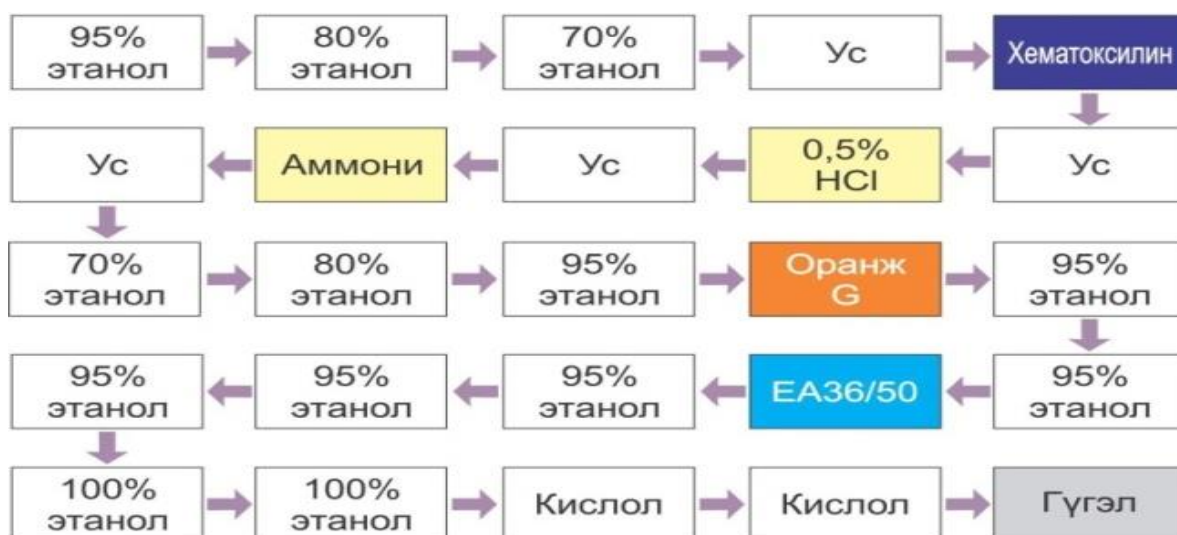 95%
этанол
80%
этанол
70%
этанол
Ус
Хематоксилин
Ус
Аммони
Ус
0,5%
HCl
Ус
70%
этанол
80%
этанол
95%
этанол
Оранж
G
95%
этанол
95%
этанол
95%
этанол
95%
этанол
EA36/50
95%
этанол
100%
этанол
100%
этанол
Кислол
Кислол
Гүгэл